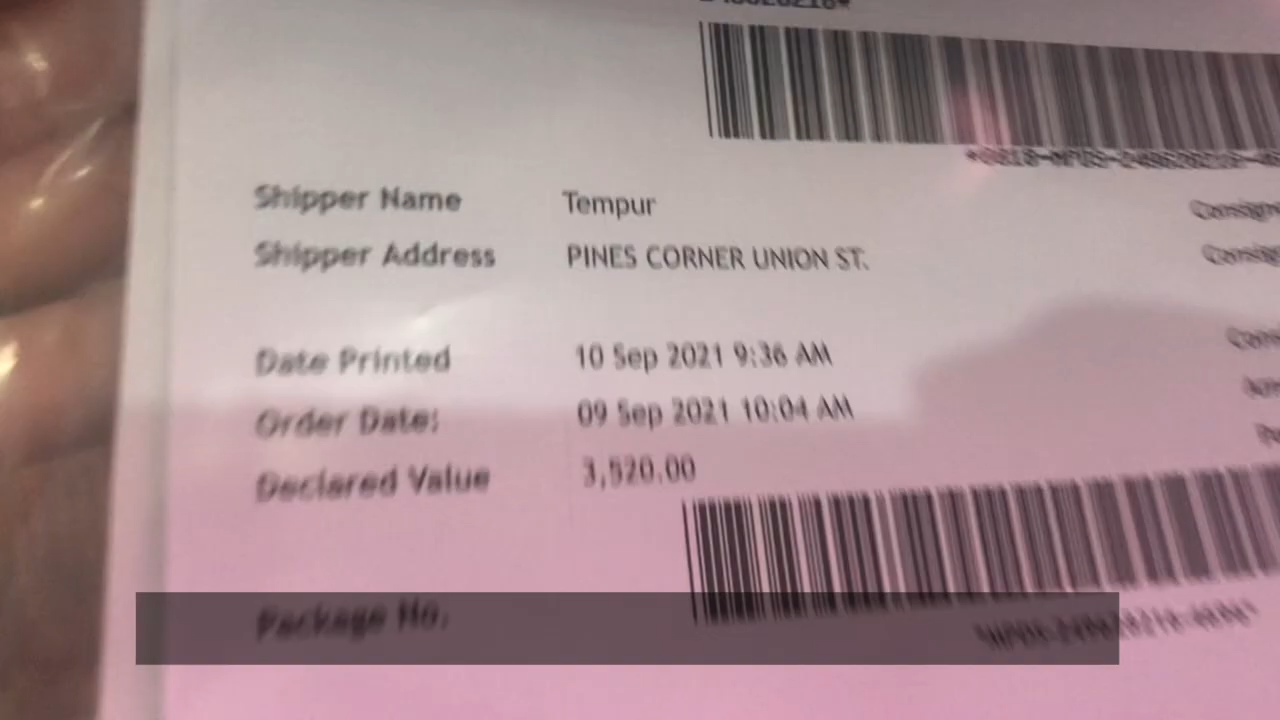 Shipper Name Tempur
Shipper Address PINES CORNER UNION ST.
Date Printed 10 Sep 2021 9:36 AM
Order Date: 09 Sep 2021 10:04 AM
Declared Value 3,520.00
Package No.